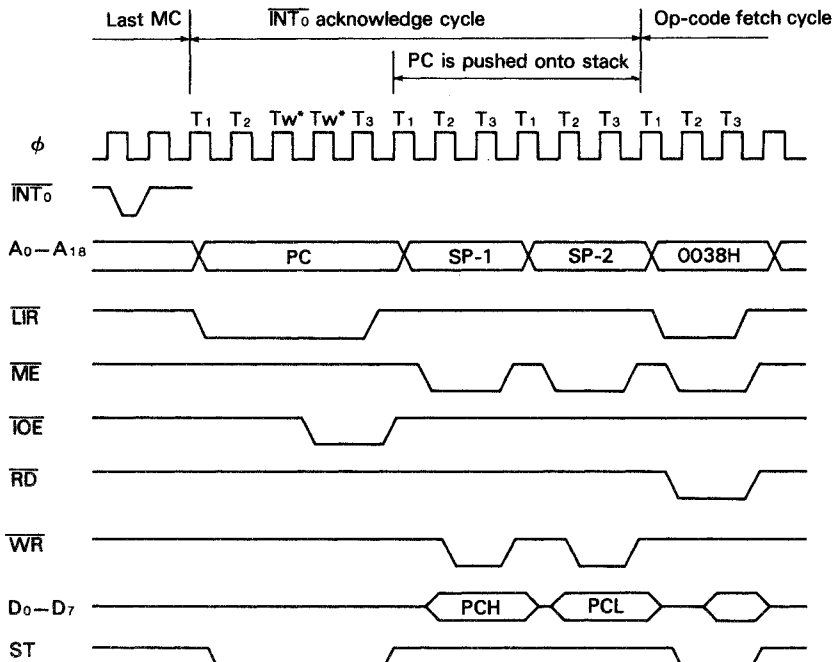 Last MC INT0 acknowledge cycle Op-code fetch cycle
PC is pushed onto stack
T1 T2 Tw* Tw* T3 T1 T2 T3 T1 T2 T3 T1 T2 T3
φ
INT0
A0–A18 PC SP-1 SP-2 0038H
LIR
ME
IOE
RD
WR
D0–D7 PCH PCL
ST